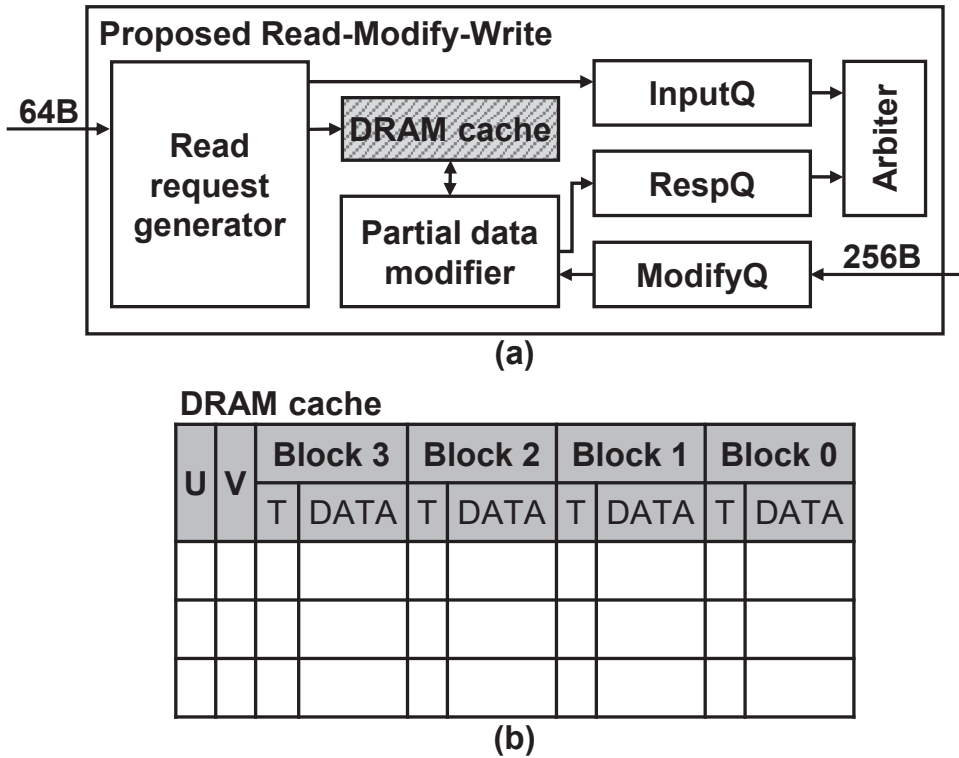 Proposed Read-Modify-Write
64B
Read
request
generator
DRAM cache
Partial data
modifier
InputQ
RespQ
ModifyQ
Arbiter
256B
(a)
DRAM cache
U V Block 3 Block 2 Block 1 Block 0
T DATA T DATA T DATA T DATA
(b)